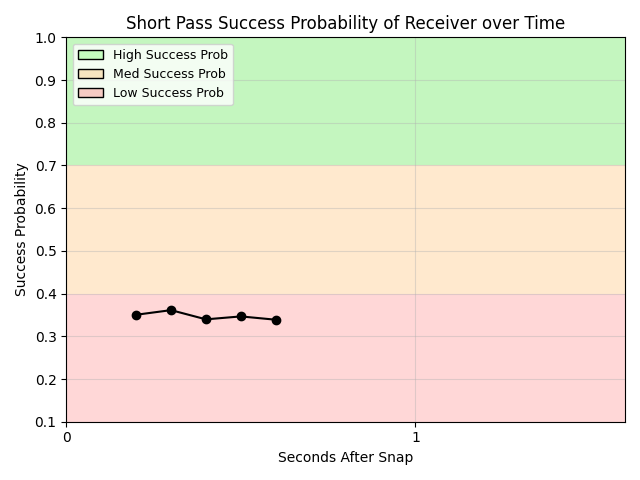 Short Pass Success Probability of Receiver over Time
High Success Prob
Med Success Prob
Low Success Prob
Success Probability
1.0
0.9
0.8
0.7
0.6
0.5
0.4
0.3
0.2
0.1
0
1
Seconds After Snap